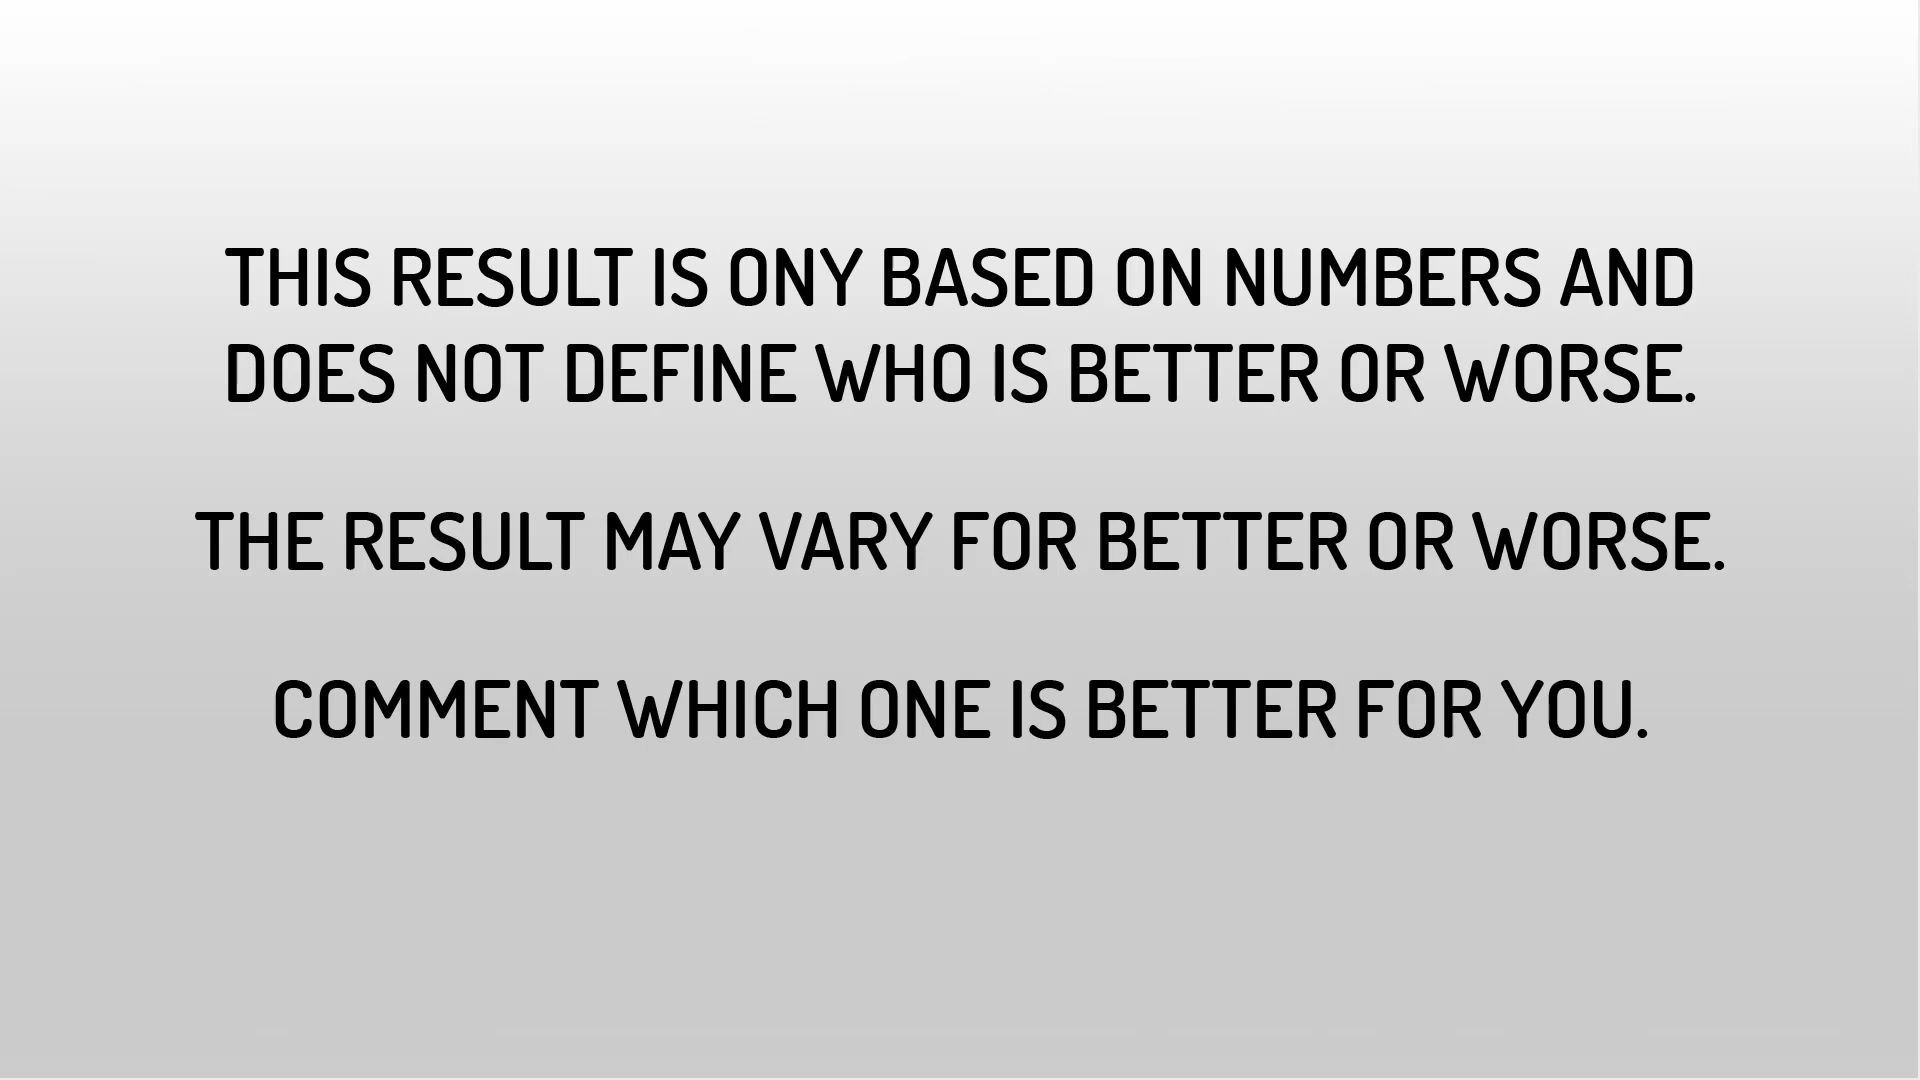 THIS RESULT IS ONY BASED ON NUMBERS AND
DOES NOT DEFINE WHO IS BETTER OR WORSE.
THE RESULT MAY VARY FOR BETTER OR WORSE.
COMMENT WHICH ONE IS BETTER FOR YOU.